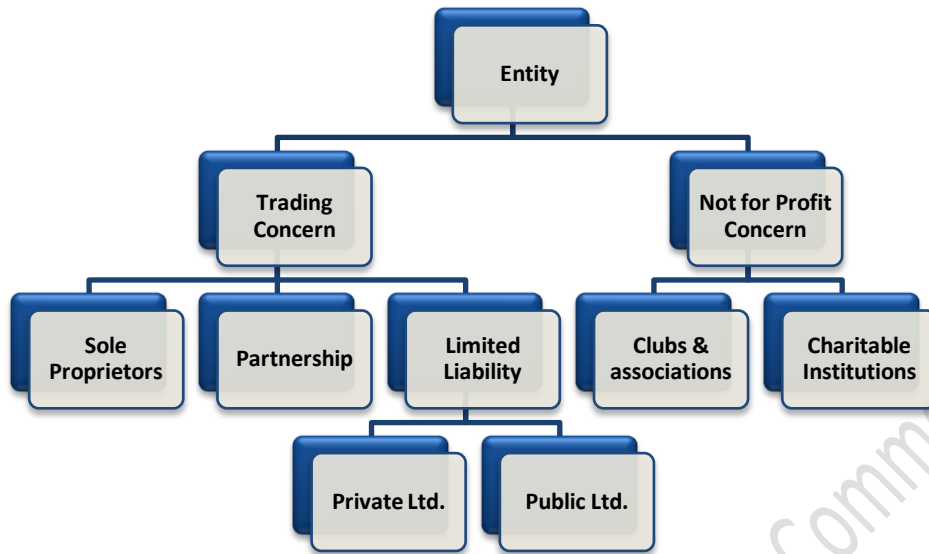 Entity
Trading
Concern
Not for Profit
Concern
Sole
Proprietors
Partnership
Limited
Liability
Clubs &
associations
Charitable
Institutions
Private Ltd.
Public Ltd.